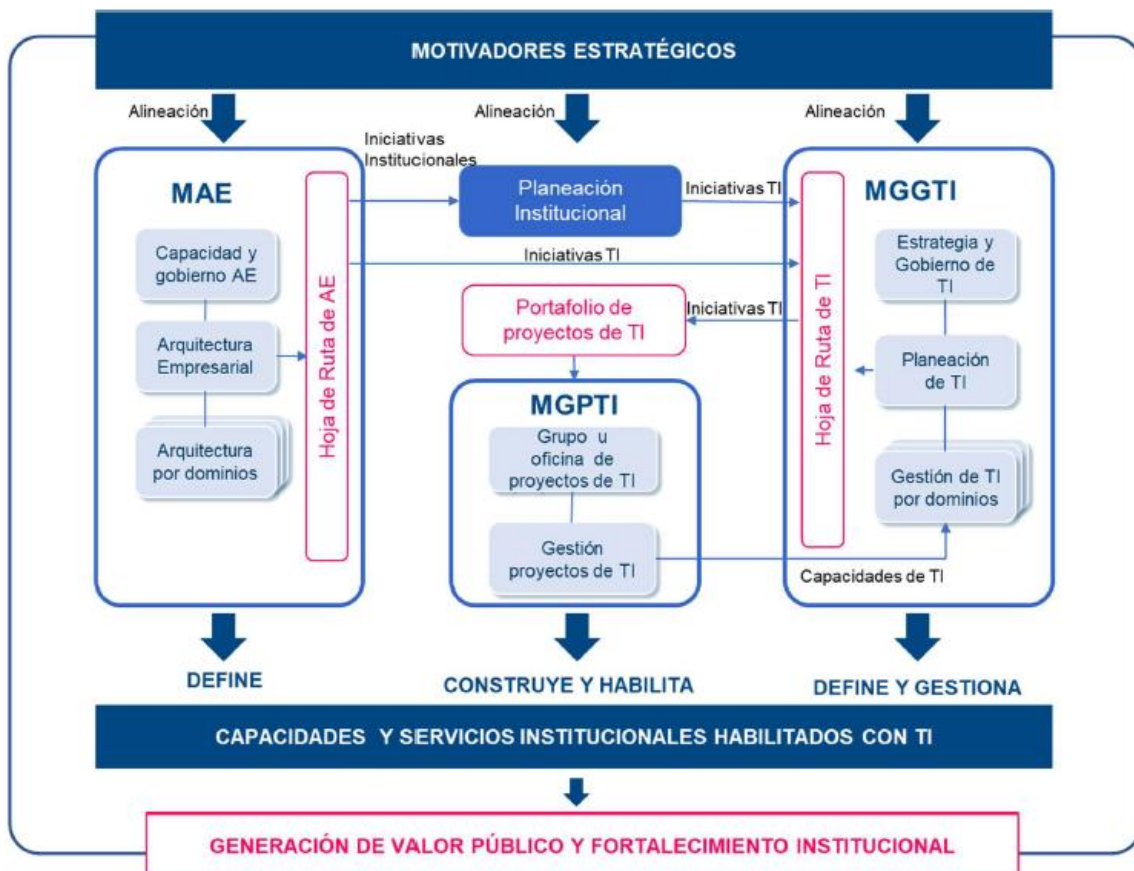 MOTIVADORES ESTRATÉGICOS
Alineación
Alineación
Alineación
Iniciativas
Institucionales
MAE
Capacidad y
gobierno AE
Arquitectura
Empresarial
Arquitectura
por dominios
Hoja de Ruta de AE
Planeación
Institucional
Iniciativas TI
Iniciativas TI
Portafolio de
proyectos de TI
Iniciativas TI
MGPTI
Grupo u
oficina de
proyectos de TI
Gestión
proyectos de TI
Hoja de Ruta de TI
MGGTI
Estrategia y
Gobierno de
TI
Planeación
de TI
Gestión de TI
por dominios
Capacidades de TI
DEFINE
CONSTRUYE Y HABILITA
DEFINE Y GESTIONA
CAPACIDADES Y SERVICIOS INSTITUCIONALES HABILITADOS CON TI
GENERACIÓN DE VALOR PÚBLICO Y FORTALECIMIENTO INSTITUCIONAL